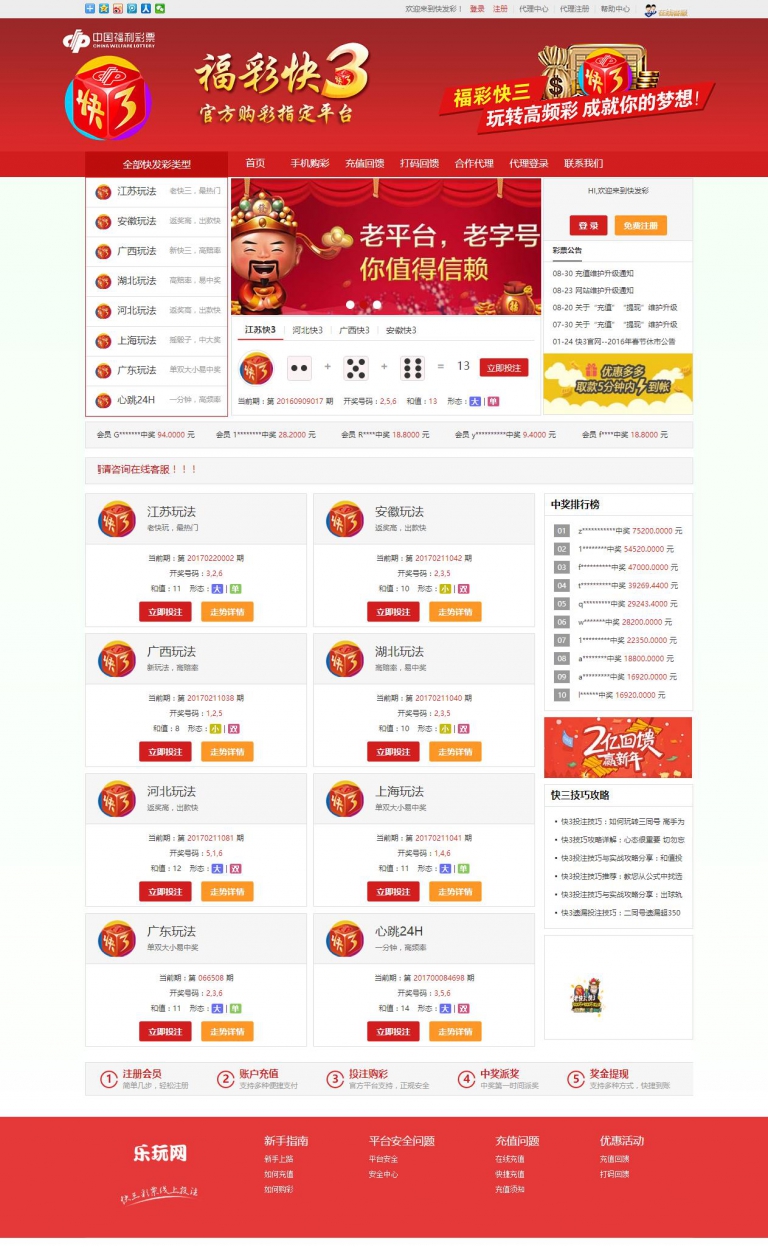 欢迎来到快发彩！ 登录 注册 | 代理中心 | 代理注册 | 帮助中心 | 在线客服
中国福利彩票
CHINA WELFARE LOTTERY
快3
福彩快3
官方购彩指定平台
福彩快三
玩转高频彩 成就你的梦想!
全部快发彩类型 首页 手机购彩 充值回馈 打码回馈 合作代理 代理登录 联系我们
江苏玩法 老快三，最热门
安徽玩法 返奖高，出款快
广西玩法 新快三，高赔率
湖北玩法 高赔率，易中奖
河北玩法 返奖高，出款快
上海玩法 摇骰子，中大奖
广东玩法 单双大小易中奖
心跳24H 一分钟，高频率
老平台，老字号
你值得信赖
江苏快3 | 河北快3 | 广西快3 | 安徽快3
+ + = 13 立即投注
当前期：第 20160909017 期 开奖号码：2,5,6 和值：13 形态：大 | 单
HI,欢迎来到快发彩
登 录 免费注册
彩票公告
08-30 充值维护升级通知
08-23 网站维护升级通知
08-20 关于“充值”“提现”维护升级
07-30 关于“充值”“提现”维护升级
01-24 快3官网--2016年春节休市公告
优惠多多
取款5分钟内到帐
会员 G*******中奖 94.0000 元 会员 1********中奖 28.2000 元 会员 R****中奖 18.8000 元 会员 y**********中奖 9.4000 元 会员 f****中奖 18.8000 元
情请咨询在线客服！！！
江苏玩法
老快玩，最热门
当前期：第 20170220002 期
开奖号码：3,2,6
和值：11 形态：大 | 单
立即投注 走势详情
安徽玩法
返奖高，出款快
当前期：第 20170211042 期
开奖号码：2,3,5
和值：10 形态：小 | 双
立即投注 走势详情
广西玩法
新玩法，高赔率
当前期：第 20170211038 期
开奖号码：1,2,5
和值：8 形态：小 | 双
立即投注 走势详情
湖北玩法
高赔率，易中奖
当前期：第 20170211040 期
开奖号码：2,3,5
和值：10 形态：小 | 双
立即投注 走势详情
河北玩法
返奖高，出款快
当前期：第 20170211081 期
开奖号码：5,1,6
和值：12 形态：大 | 双
立即投注 走势详情
上海玩法
单双大小易中奖
当前期：第 20170211041 期
开奖号码：1,4,6
和值：11 形态：大 | 单
立即投注 走势详情
广东玩法
单双大小易中奖
当前期：第 066508 期
开奖号码：2,3,6
和值：11 形态：大 | 单
立即投注 走势详情
心跳24H
一分钟，高频率
当前期：第 201700084698 期
开奖号码：3,5,6
和值：14 形态：大 | 双
立即投注 走势详情
中奖排行榜
01 z***********中奖 75200.0000 元
02 1********中奖 54520.0000 元
03 f**********中奖 47000.0000 元
04 t**********中奖 39269.4400 元
05 q*********中奖 29243.4000 元
06 w*******中奖 28200.0000 元
07 1*********中奖 22350.0000 元
08 a********中奖 18800.0000 元
09 a*********中奖 16920.0000 元
10 l******中奖 16920.0000 元
2亿回馈
赢新年
快三技巧攻略
• 快3投注技巧：如何玩转三同号 高手为
• 快3技巧攻略详解：心态很重要 切勿忘
• 快3投注技巧与实战攻略分享：和值投
• 快3投注技巧推荐：教您从公式中找选
• 快3投注技巧与实战攻略分享：出球轨
• 快3遗漏投注技巧：二同号遗漏超350
1 注册会员
简单几步，轻松注册
2 账户充值
支持多种便捷支付
3 投注购彩
官方平台支持，正规安全
4 中奖派奖
中奖第一时间派奖
5 奖金提现
支持多种方式，快捷到账
乐玩网
快三彩票线上投注
新手指南
新手上路
如何充值
如何购彩
平台安全问题
平台安全
安全中心
充值问题
在线充值
快捷充值
充值须知
优惠活动
充值回馈
打码回馈